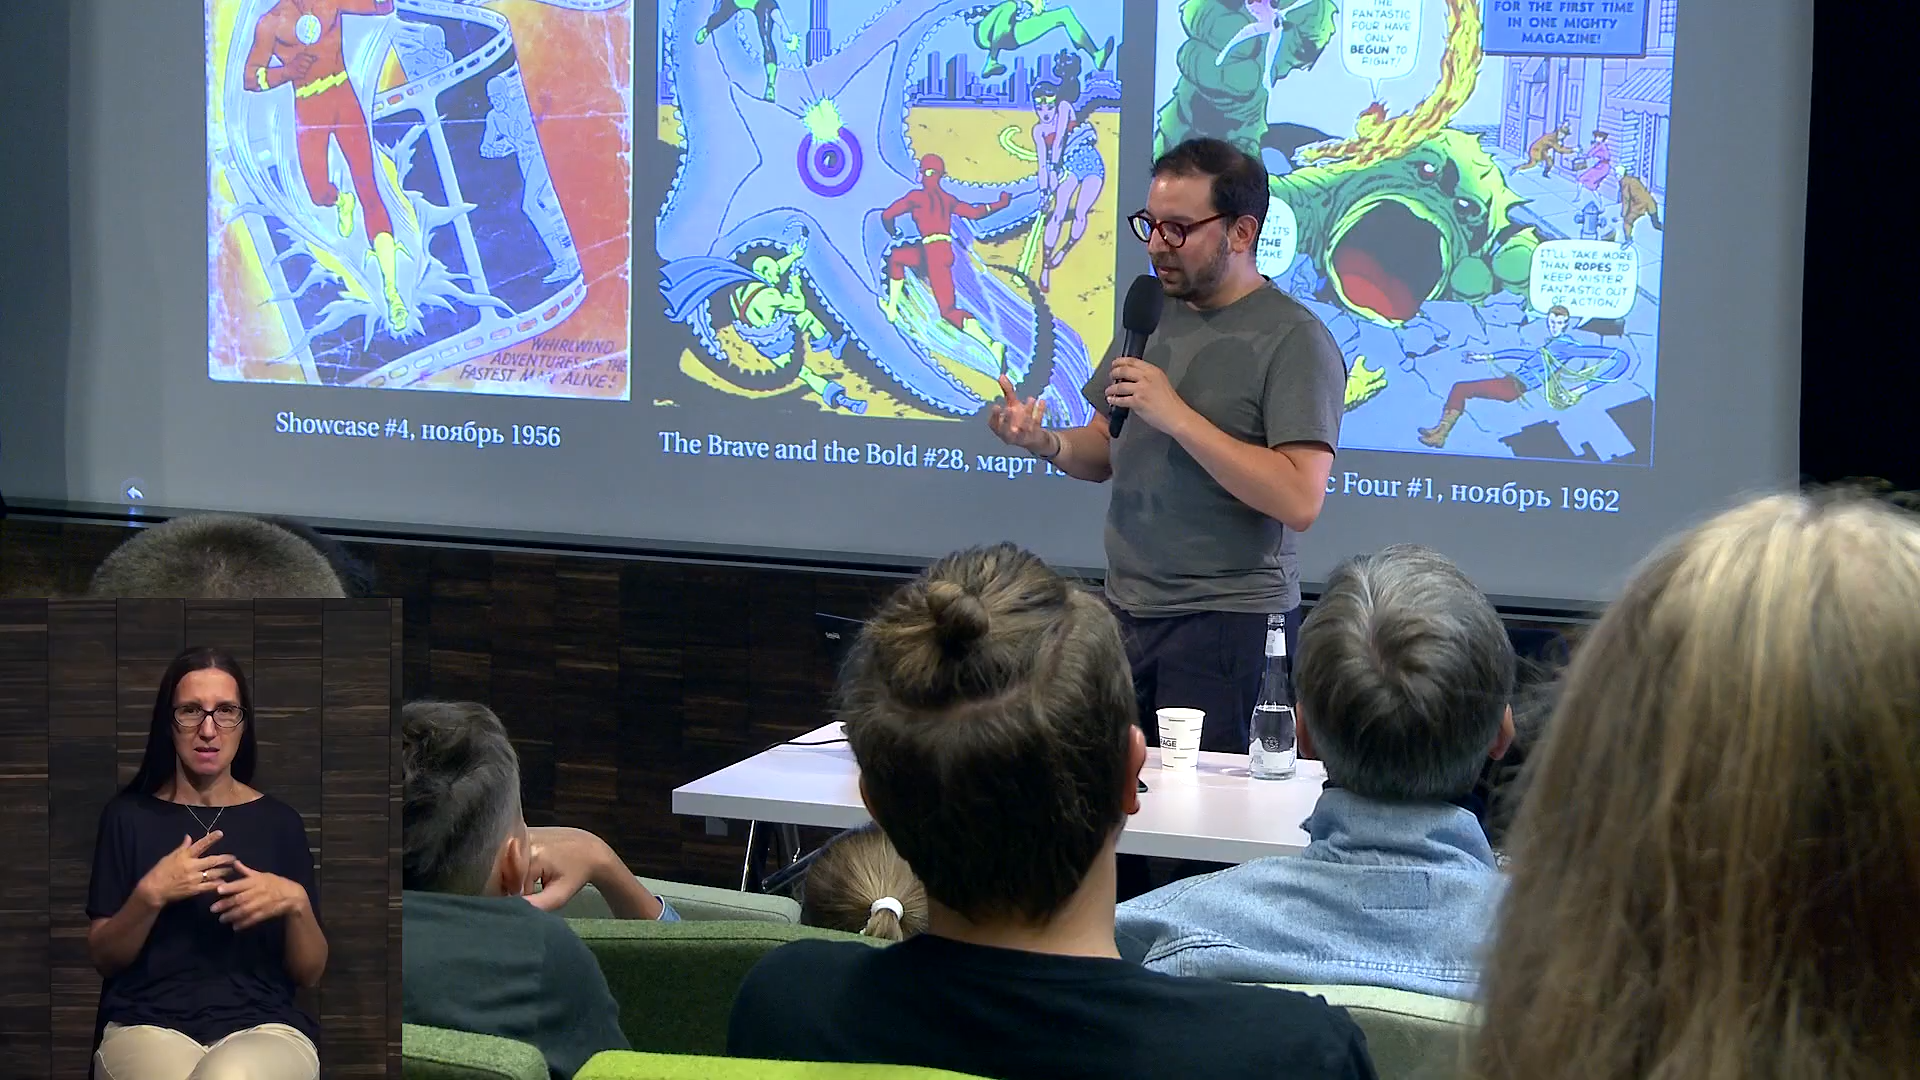 WHIRLWIND
ADVENTURES OF THE
FASTEST MAN ALIVE!
Showcase #4, ноябрь 1956
The Brave and the Bold #28, март
THE
FANTASTIC
FOUR HAVE
ONLY
BEGUN TO
FIGHT!
FOR THE FIRST TIME
IN ONE MIGHTY
MAGAZINE!
THE
IT'LL TAKE MORE
THAN ROPES TO
KEEP MISTER
FANTASTIC OUT
OF ACTION!
Four #1, ноябрь 1962